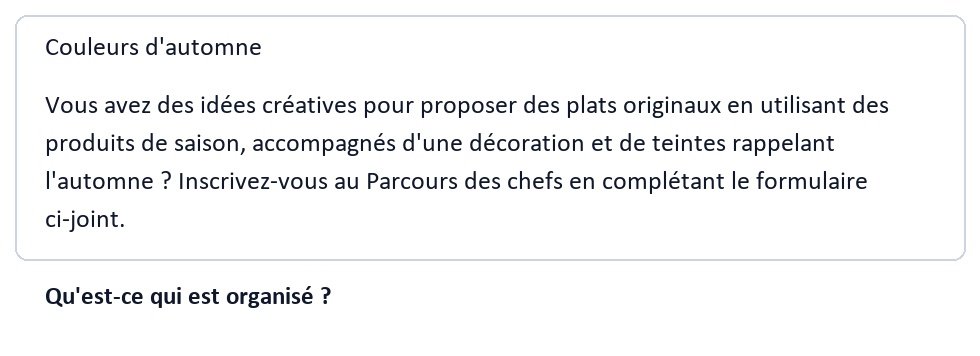 Couleurs d'automne
Vous avez des idées créatives pour proposer des plats originaux en utilisant des
produits de saison, accompagnés d'une décoration et de teintes rappelant
l'automne ? Inscrivez-vous au Parcours des chefs en complétant le formulaire
ci-joint.
Qu'est-ce qui est organisé ?